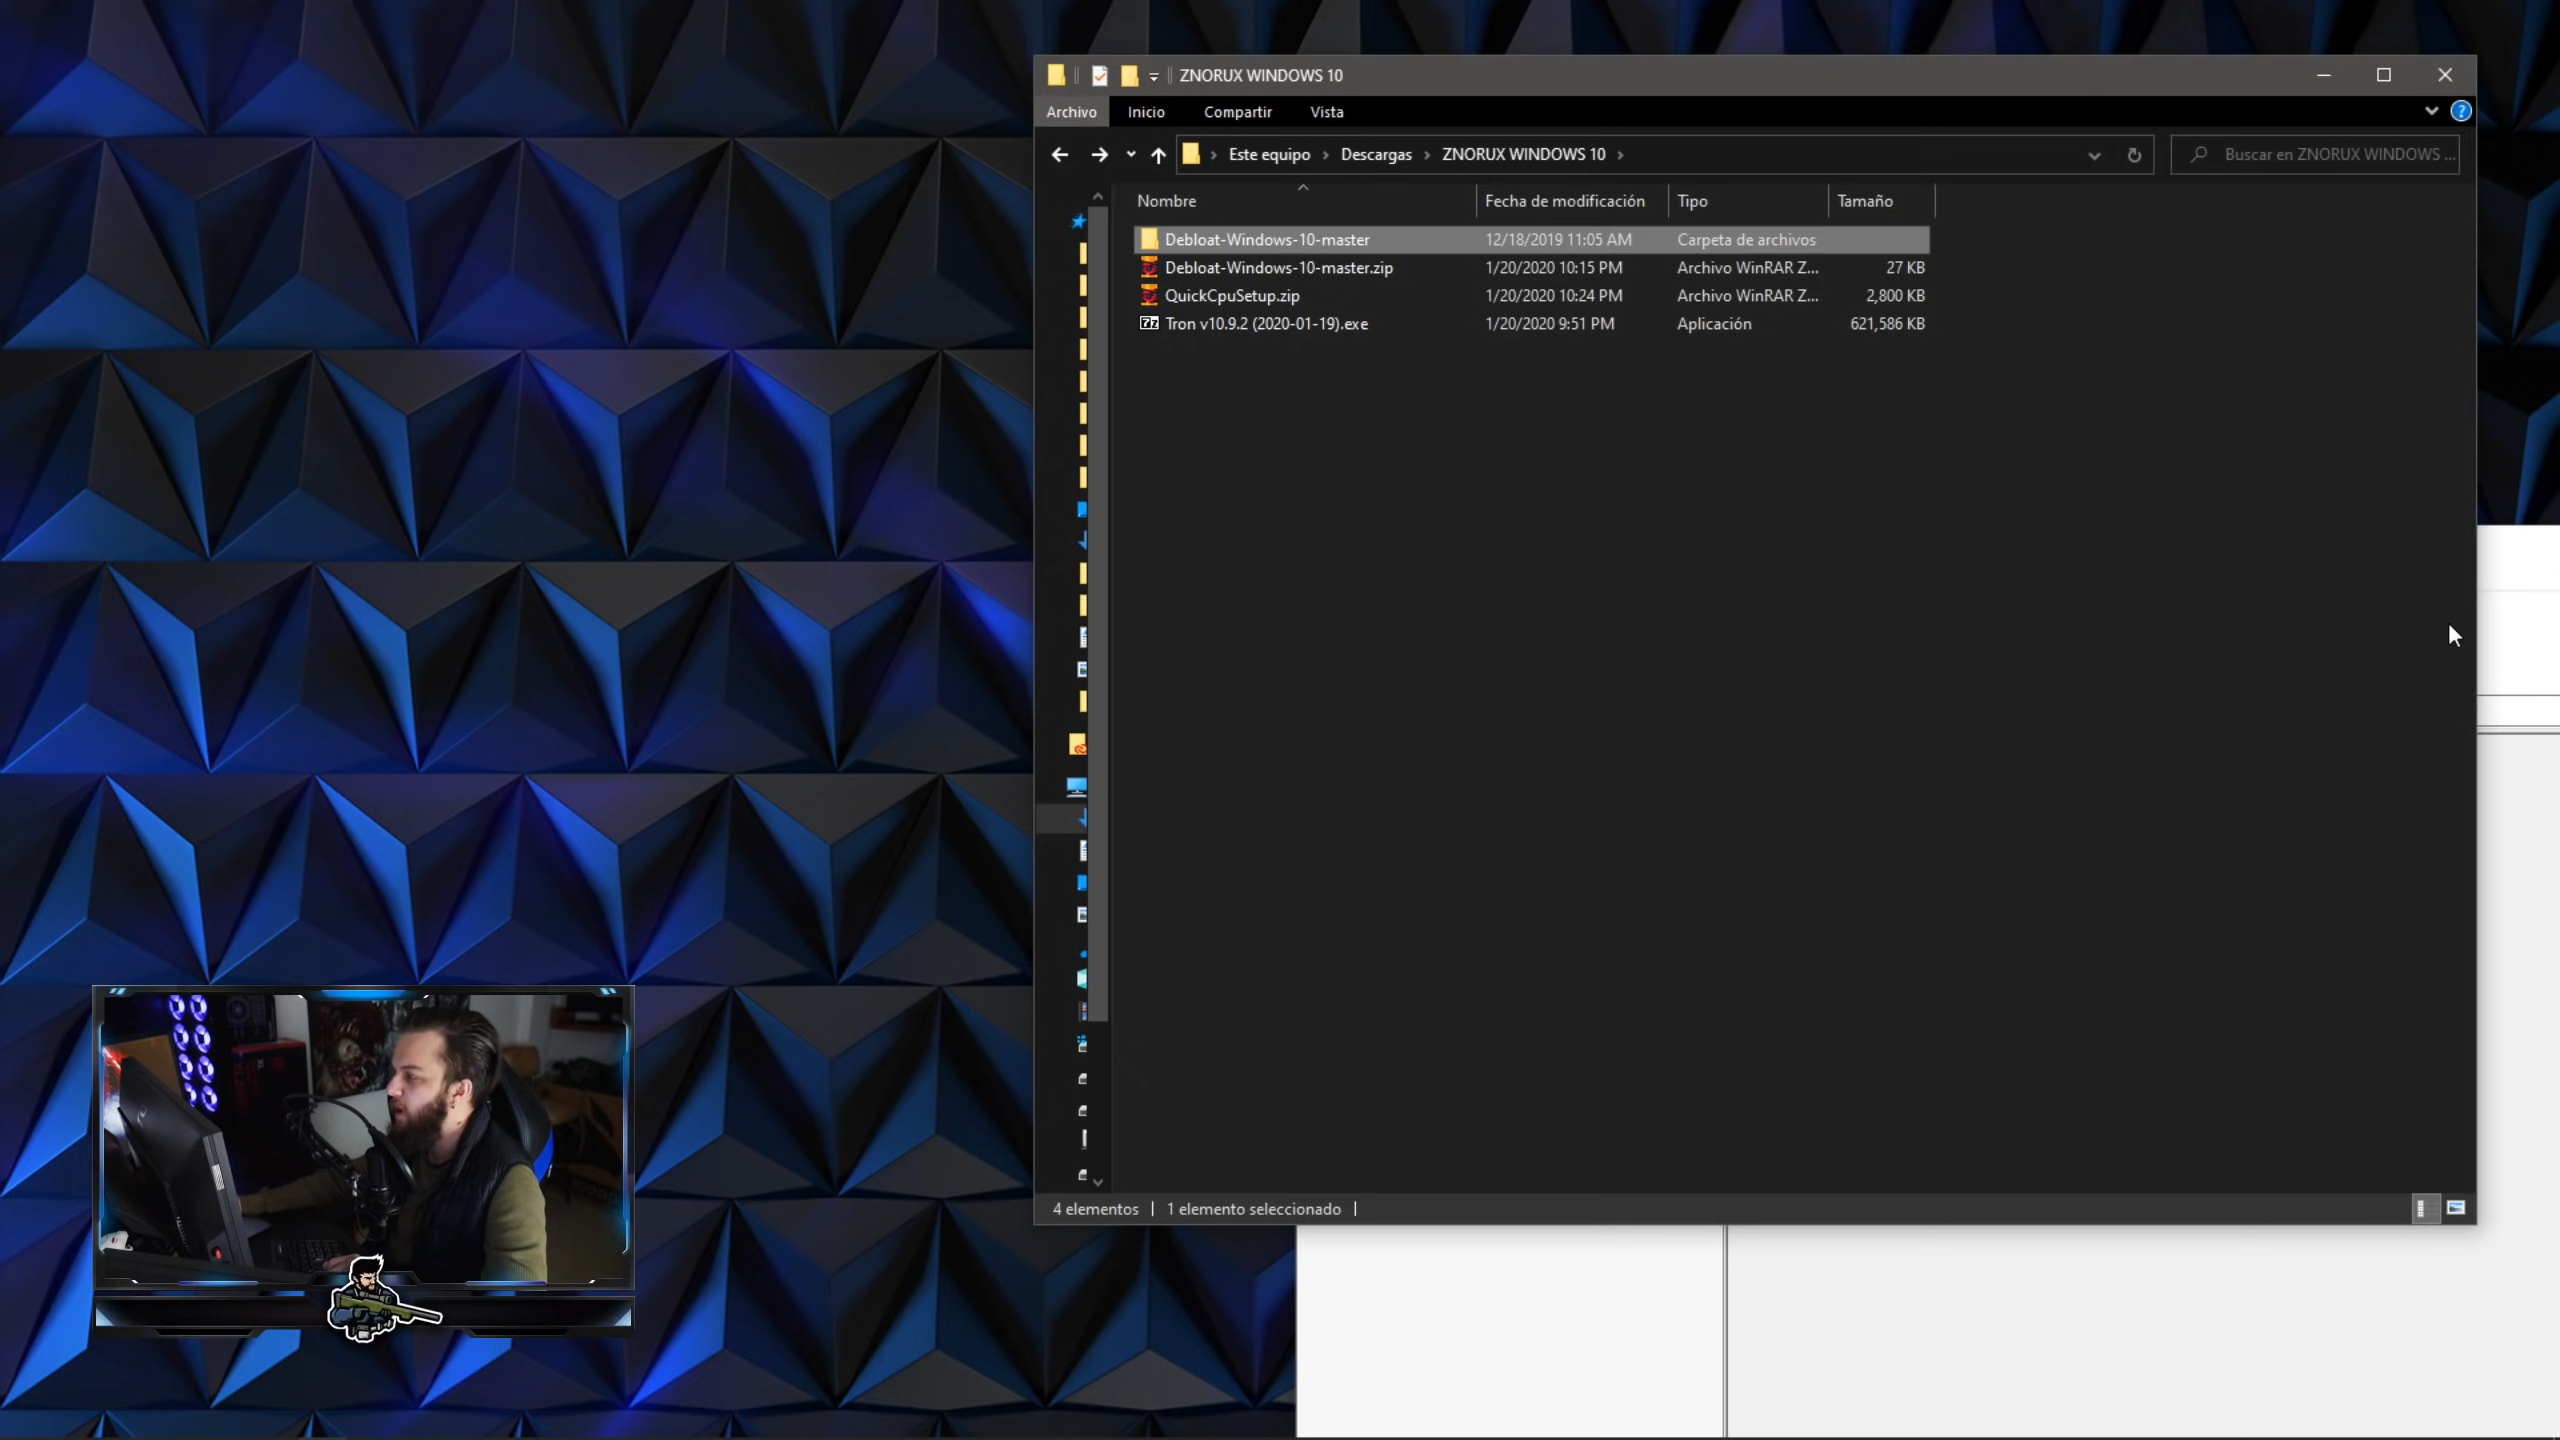 ZNORUX WINDOWS 10
Archivo Inicio Compartir Vista
Este equipo Descargas ZNORUX WINDOWS 10 Buscar en ZNORUX WINDOWS ...
Nombre Fecha de modificación Tipo Tamaño
Debloat-Windows-10-master 12/18/2019 11:05 AM Carpeta de archivos
Debloat-Windows-10-master.zip 1/20/2020 10:15 PM Archivo WinRAR Z... 27 KB
QuickCpuSetup.zip 1/20/2020 10:24 PM Archivo WinRAR Z... 2,800 KB
Tron v10.9.2 (2020-01-19).exe 1/20/2020 9:51 PM Aplicación 621,586 KB
4 elementos 1 elemento seleccionado